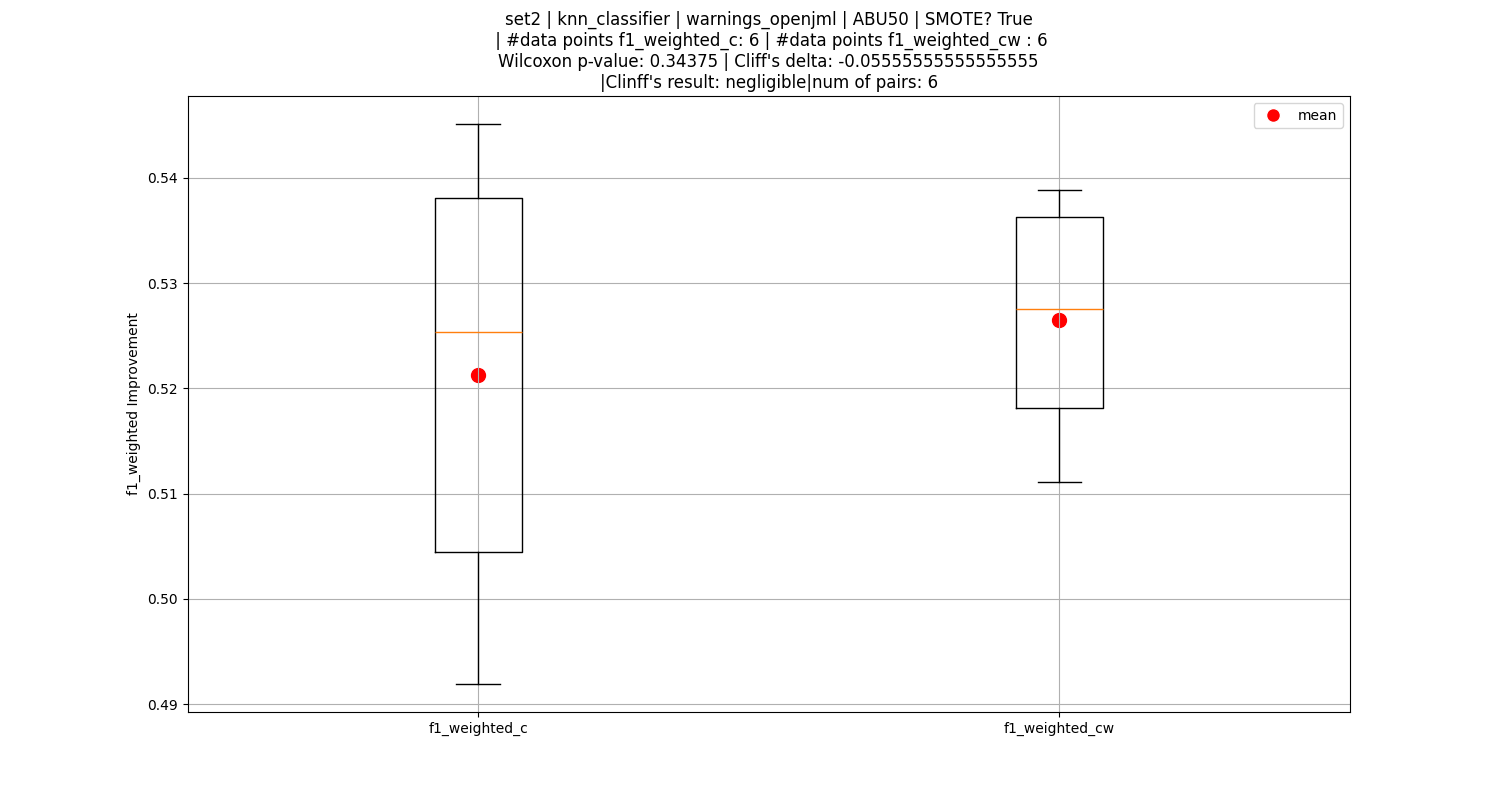 set2 | knn_classifier | warnings_openjml | ABU50 | SMOTE? True
| #data points f1_weighted_c: 6 | #data points f1_weighted_cw : 6
Wilcoxon p-value: 0.34375 | Cliff's delta: -0.05555555555555555
|Clinff's result: negligible|num of pairs: 6
mean
0.54
0.53
0.52
0.51
0.50
0.49
f1_weighted Improvement
f1_weighted_c
f1_weighted_cw